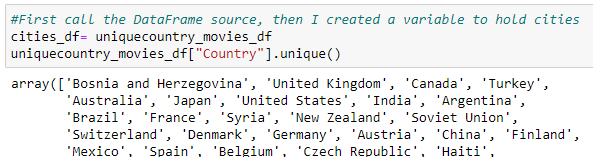 #First call the DataFrame source, then I created a variable to hold cities
cities_df= uniquecountry_movies_df
uniquecountry_movies_df["Country"].unique()
array(['Bosnia and Herzegovina', 'United Kingdom', 'Canada', 'Turkey',
'Australia', 'Japan', 'United States', 'India', 'Argentina',
'Brazil', 'France', 'Syria', 'New Zealand', 'Soviet Union',
'Switzerland', 'Denmark', 'Germany', 'Austria', 'China', 'Finland',
'Mexico', 'Spain', 'Belgium', 'Czech Republic', 'Haiti',